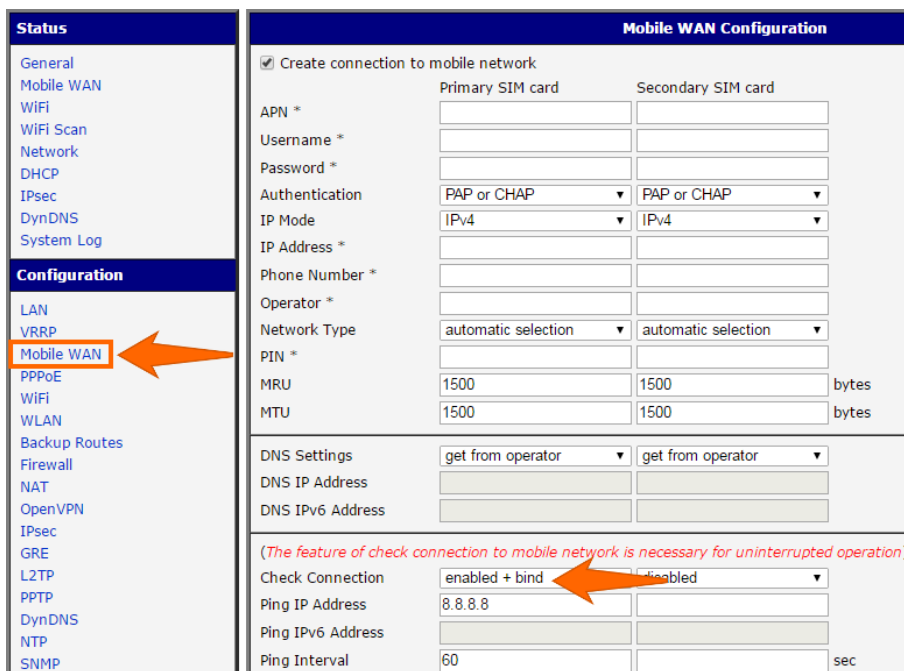 Status
General
Mobile WAN
WiFi
WiFi Scan
Network
DHCP
IPsec
DynDNS
System Log
Configuration
LAN
VRRP
Mobile WAN
PPPoE
WiFi
WLAN
Backup Routes
Firewall
NAT
OpenVPN
IPsec
GRE
L2TP
PPTP
DynDNS
NTP
SNMP
Mobile WAN Configuration
Create connection to mobile network
Primary SIM card Secondary SIM card
APN *
Username *
Password *
Authentication PAP or CHAP PAP or CHAP
IP Mode IPv4 IPv4
IP Address *
Phone Number *
Operator *
Network Type automatic selection automatic selection
PIN *
MRU 1500 1500 bytes
MTU 1500 1500 bytes
DNS Settings get from operator get from operator
DNS IP Address
DNS IPv6 Address
(The feature of check connection to mobile network is necessary for uninterrupted operation)
Check Connection enabled + bind disabled
Ping IP Address 8.8.8.8
Ping IPv6 Address
Ping Interval 60 sec